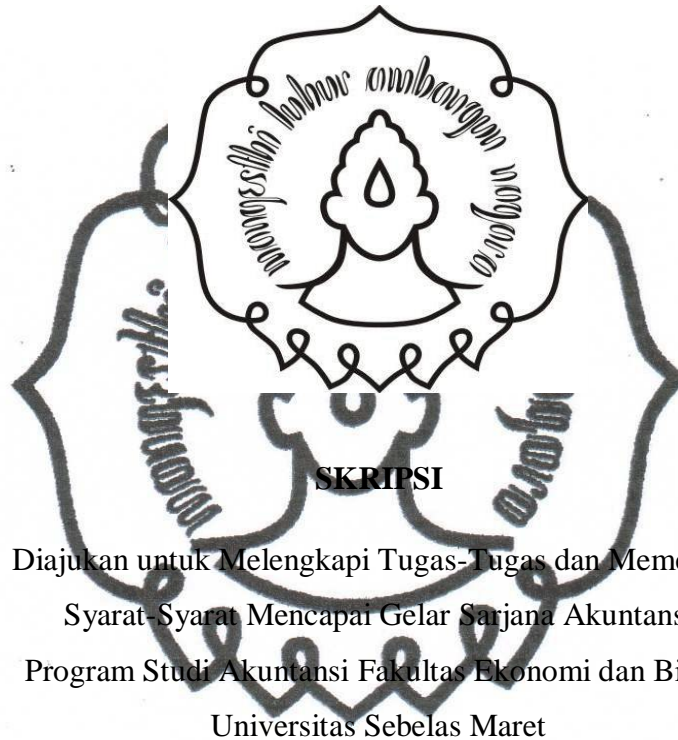 mangesthi luhur ambangun nagara
SKRIPSI
Diajukan untuk Melengkapi Tugas-Tugas dan Meme
Syarat-Syarat Mencapai Gelar Sarjana Akuntans
Program Studi Akuntansi Fakultas Ekonomi dan Bi
Universitas Sebelas Maret